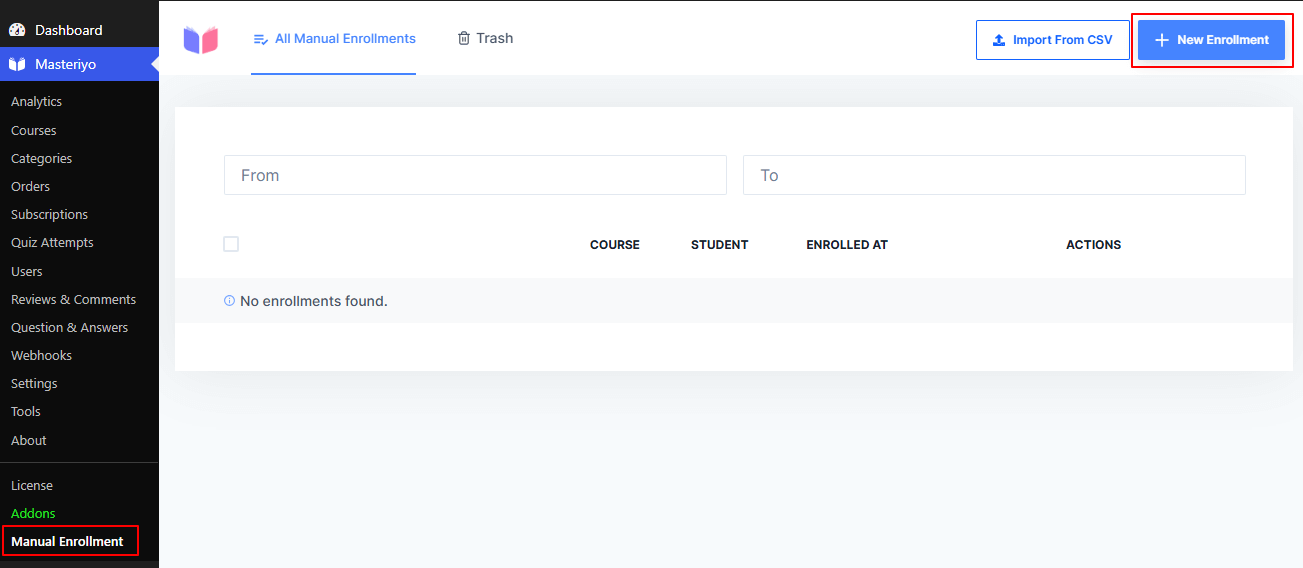 Dashboard
Masteriyo
Analytics
Courses
Categories
Orders
Subscriptions
Quiz Attempts
Users
Reviews & Comments
Question & Answers
Webhooks
Settings
Tools
About
License
Addons
Manual Enrollment
All Manual Enrollments
Trash
Import From CSV
New Enrollment
From
To
COURSE STUDENT ENROLLED AT ACTIONS
No enrollments found.